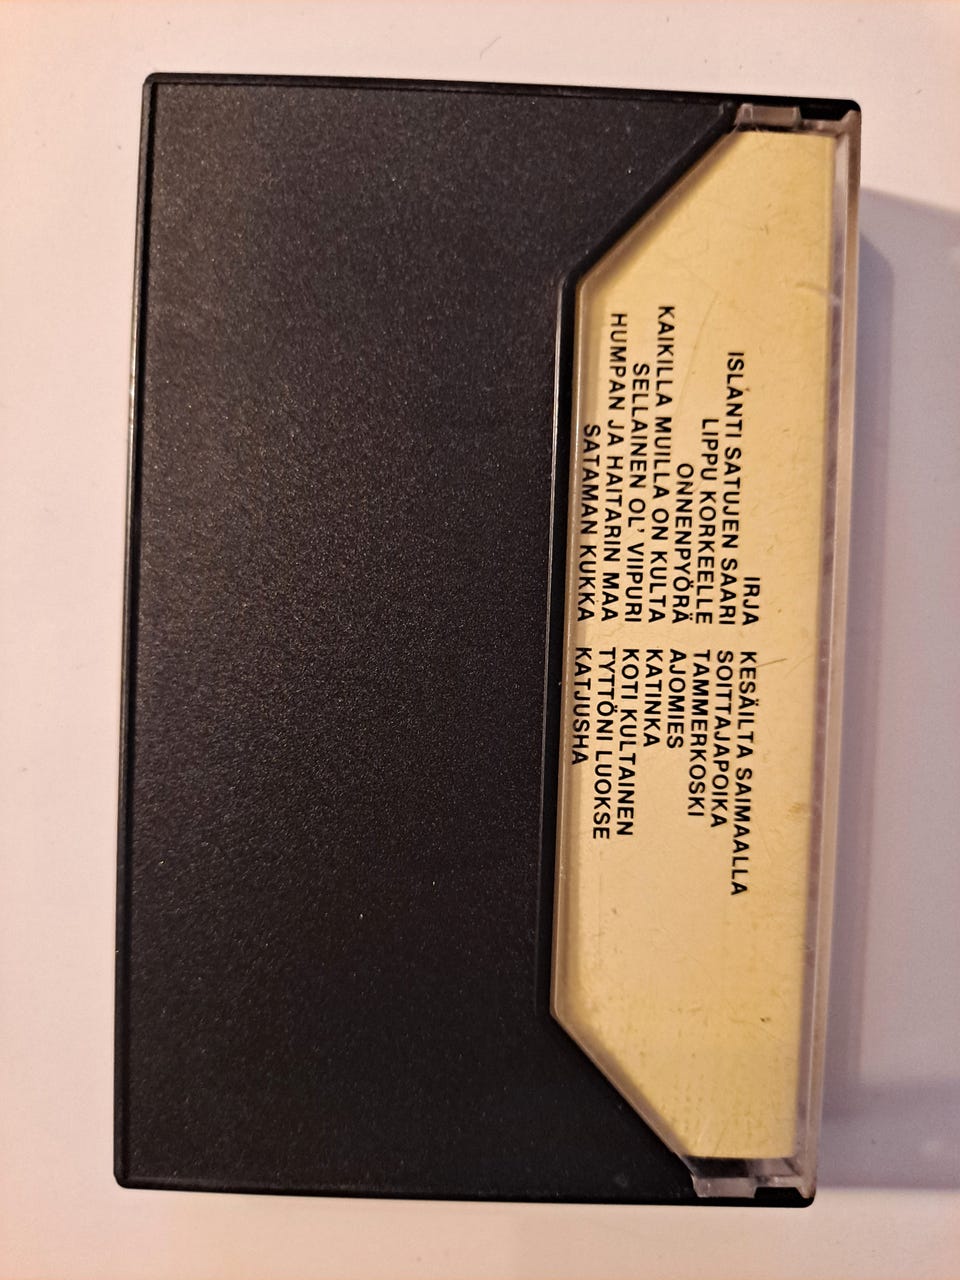 IRJA
ISLANTI SATUJEN SAARI
LIPPU KORKEELLE
ONNENPYÖRÄ
KAIKILLA MUILLA ON KULTA
SELLAINEN OL' VIIPURI
HUMPAN JA HAITARIN MAA
SATAMAN KUKKA
KESÄILTA SAIMAALLA
SOITTAJAPOIKA
TAMMERKOSKI
AJOMIES
KATINKA
KOTI KULTAINEN
TYTTÖNI LUOKSE
KATJUSHA